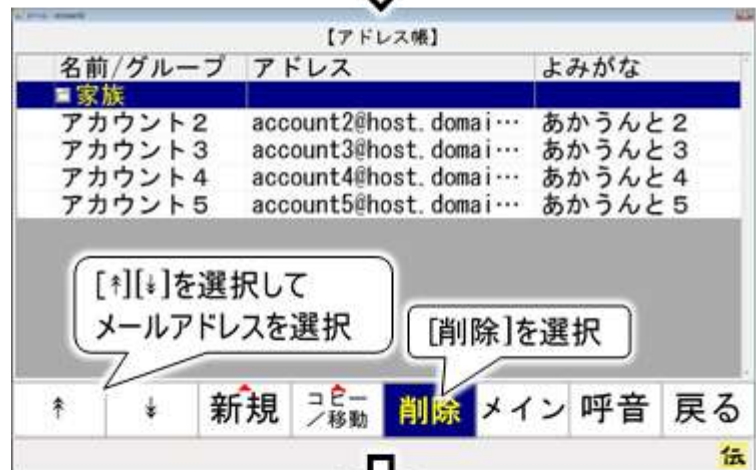 【アドレス帳】
名前/グループ アドレス よみがな
家族
アカウント2 account2@host.domai… あかうんと2
アカウント3 account3@host.domai… あかうんと3
アカウント4 account4@host.domai… あかうんと4
アカウント5 account5@host.domai… あかうんと5
[↟][↡]を選択して
メールアドレスを選択
[削除]を選択
↟ ↡ 新規 コピー/移動 削除 メイン 呼音 戻る
伝